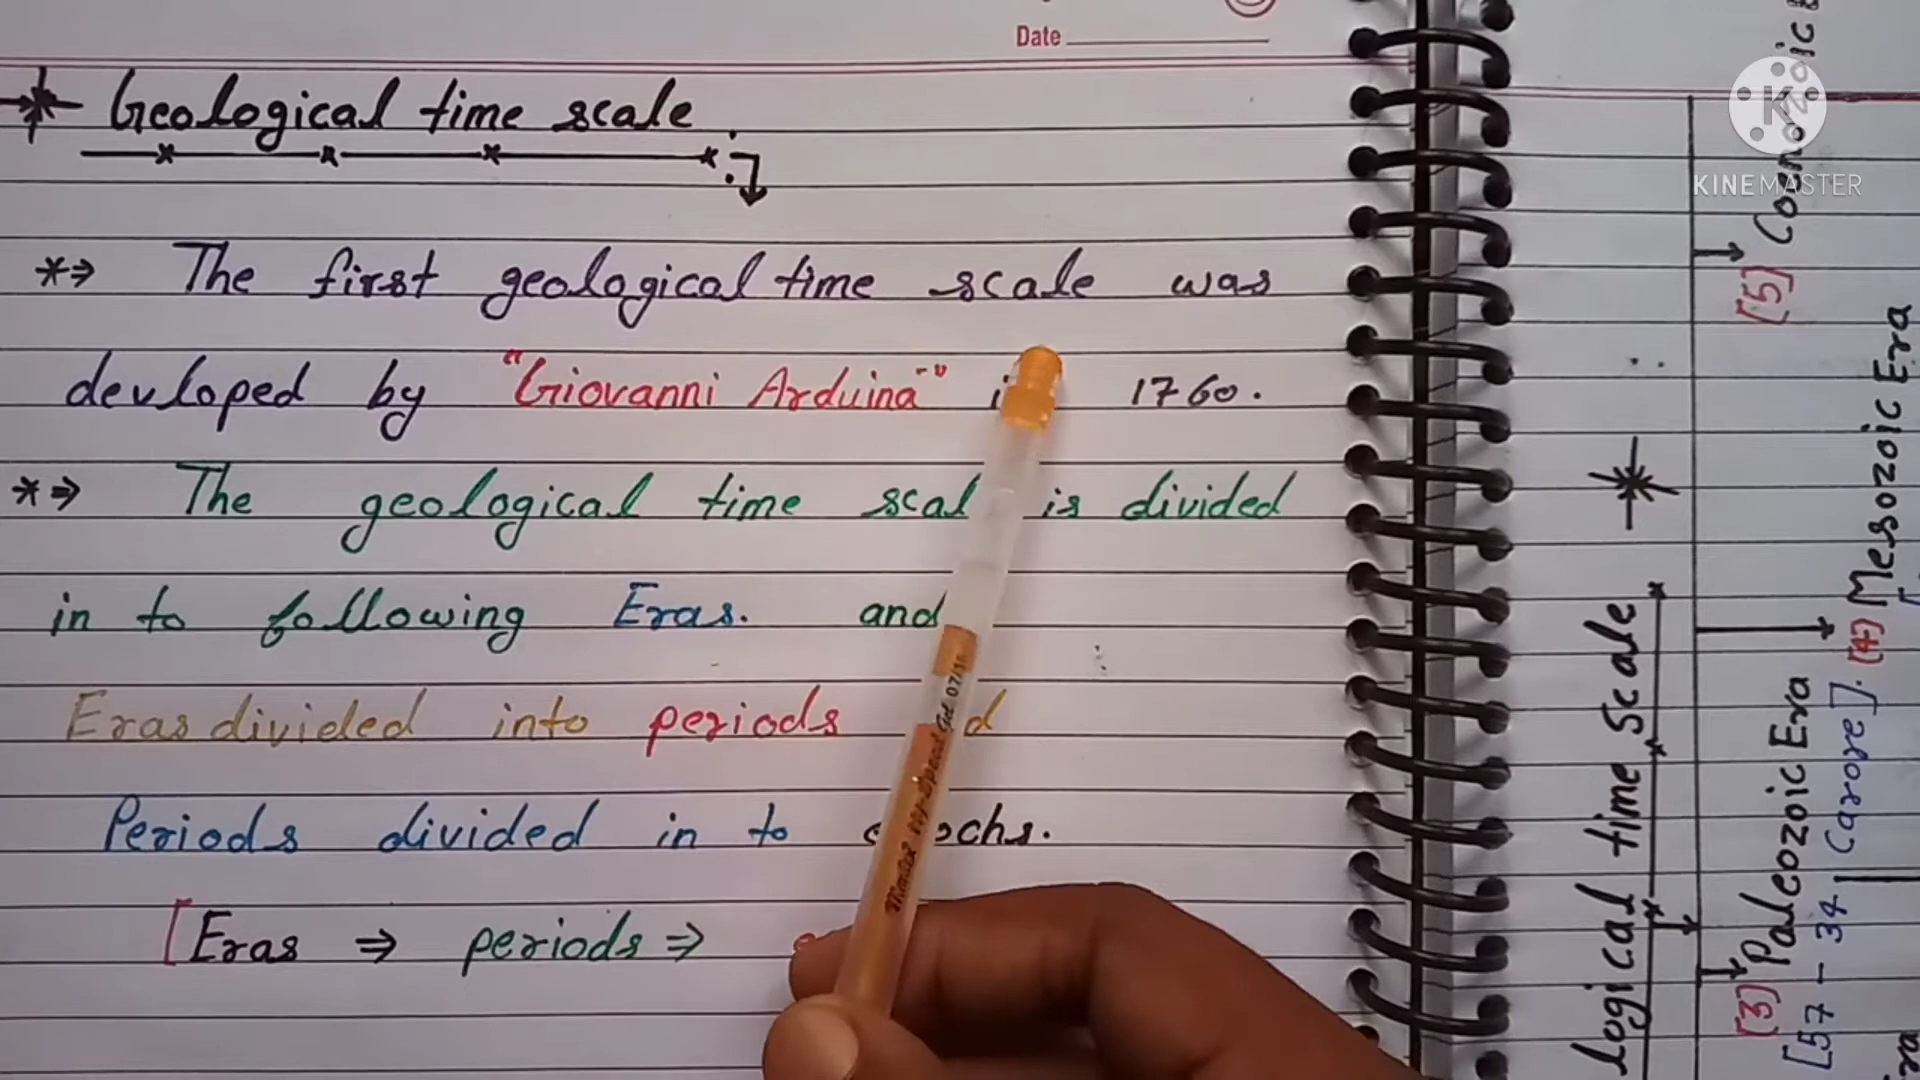 Date
Geological time scale
The first geological time scale was
devloped by "Giovanni Arduina" 1760.
The geological time scal is divided
in to following Eras. and
Eras divided into periods
Periods divided in to
[Eras ⇒ periods ⇒
KINEMASTER
logical time Scale
[3] Paleozoic Era
[57 - 34
[4] Mesozoic Era
[5]